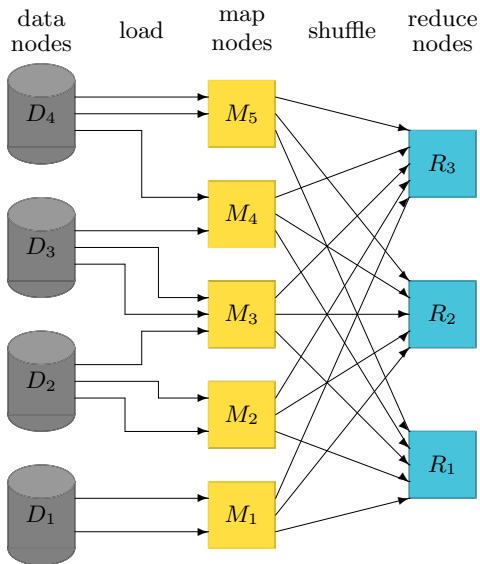 data nodes
load
map nodes
shuffle
reduce nodes
D4
M5
R3
M4
D3
M3
R2
D2
M2
R1
D1
M1